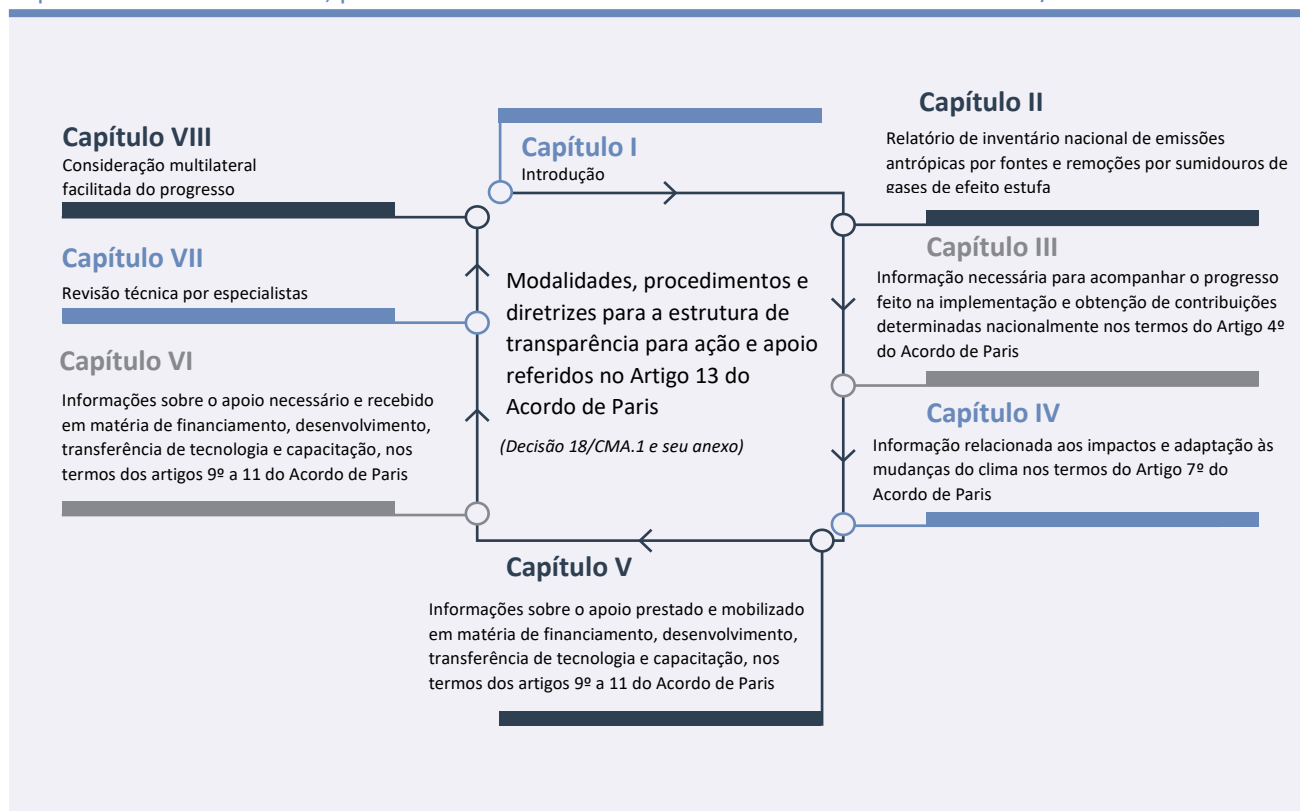 Capítulo I
Introdução
Capítulo II
Relatório de inventário nacional de emissões
antrópicas por fontes e remoções por sumidouros de
gases de efeito estufa
Capítulo III
Informação necessária para acompanhar o progresso
feito na implementação e obtenção de contribuições
determinadas nacionalmente nos termos do Artigo 4º
do Acordo de Paris
Capítulo IV
Informação relacionada aos impactos e adaptação às
mudanças do clima nos termos do Artigo 7º do
Acordo de Paris
Capítulo V
Informações sobre o apoio prestado e mobilizado
em matéria de financiamento, desenvolvimento,
transferência de tecnologia e capacitação, nos
termos dos artigos 9º a 11 do Acordo de Paris
Capítulo VI
Informações sobre o apoio necessário e recebido
em matéria de financiamento, desenvolvimento,
transferência de tecnologia e capacitação, nos
termos dos artigos 9º a 11 do Acordo de Paris
Capítulo VII
Revisão técnica por especialistas
Capítulo VIII
Consideração multilateral
facilitada do progresso
Modalidades, procedimentos e
diretrizes para a estrutura de
transparência para ação e apoio
referidos no Artigo 13 do
Acordo de Paris
(Decisão 18/CMA.1 e seu anexo)